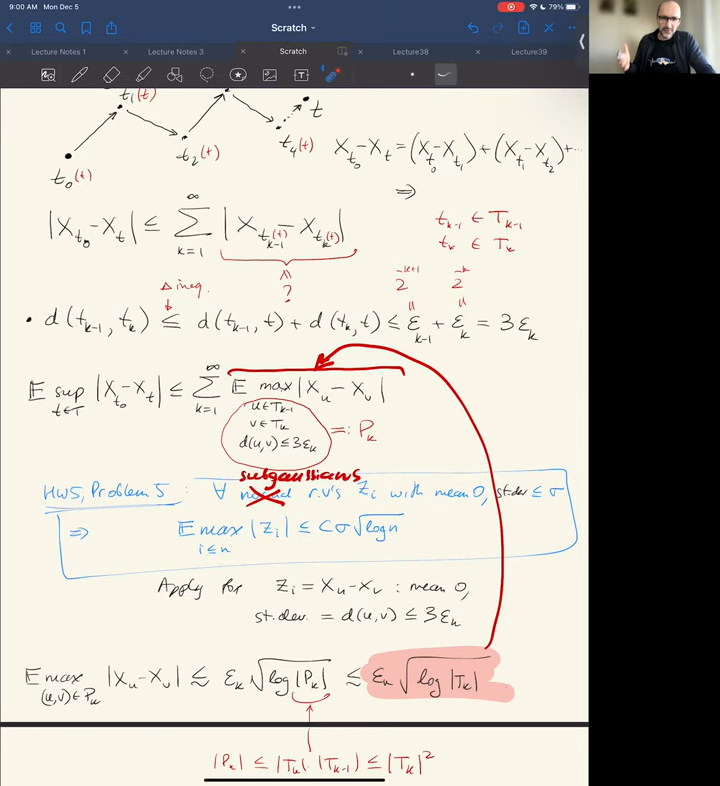 9:00 AM Mon Dec 5
79%
Scratch
Lecture Notes 1
Lecture Notes 3
Scratch
Lecture38
Lecture39
t₁(t)
t
t₀(t)
t₂(t)
t₄(t)
X_{t₀} - X_t = (X_{t₀} - X_{t₁}) + (X_{t₁} - X_{t₂}) + ...
⇒
|X_{t₀} - X_t| ≤ ∑_{k=1}^{∞} |X_{t_{k-1}(t)} - X_{t_k(t)}|
t_{k-1} ∈ T_{k-1}
t_k ∈ T_k
Δ ineq.
?
2^{-k+1} 2^{-k}
• d(t_{k-1}, t_k) ≤ d(t_{k-1}, t) + d(t_k, t) ≤ ε_{k-1} + ε_k = 3ε_k
E sup_{t∈T} |X_{t₀} - X_t| ≤ ∑_{k=1}^{∞} E max |X_u - X_v|
u ∈ T_{k-1}
v ∈ T_k
d(u,v) ≤ 3ε_k
=: P_k
subgaussians
HW5, Problem 5 : ∀ normal r.v's Z_i with mean 0, st.dev ≤ σ
⇒ E max_{i≤n} |Z_i| ≤ Cσ√log n
Apply for Z_i = X_u - X_v : mean 0,
st.dev. = d(u,v) ≤ 3ε_k
E max_{(u,v)∈P_k} |X_u - X_v| ≲ ε_k √log |P_k| ≲ ε_k √log |T_k|
|P_k| ≤ |T_k| · |T_{k-1}| ≤ |T_k|²